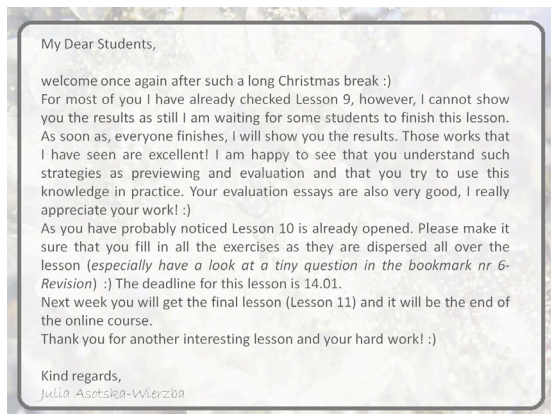 My Dear Students,
welcome once again after such a long Christmas break :)
For most of you I have already checked Lesson 9, however, I cannot show
you the results as still I am waiting for some students to finish this lesson.
As soon as, everyone finishes, I will show you the results. Those works that
I have seen are excellent! I am happy to see that you understand such
strategies as previewing and evaluation and that you try to use this
knowledge in practice. Your evaluation essays are also very good, I really
appreciate your work! :)
As you have probably noticed Lesson 10 is already opened. Please make it
sure that you fill in all the exercises as they are dispersed all over the
lesson (especially have a look at a tiny question in the bookmark nr 6-
Revision) :) The deadline for this lesson is 14.01.
Next week you will get the final lesson (Lesson 11) and it will be the end of
the online course.
Thank you for another interesting lesson and your hard work! :)
Kind regards,
Julia Asotska-Wierzba